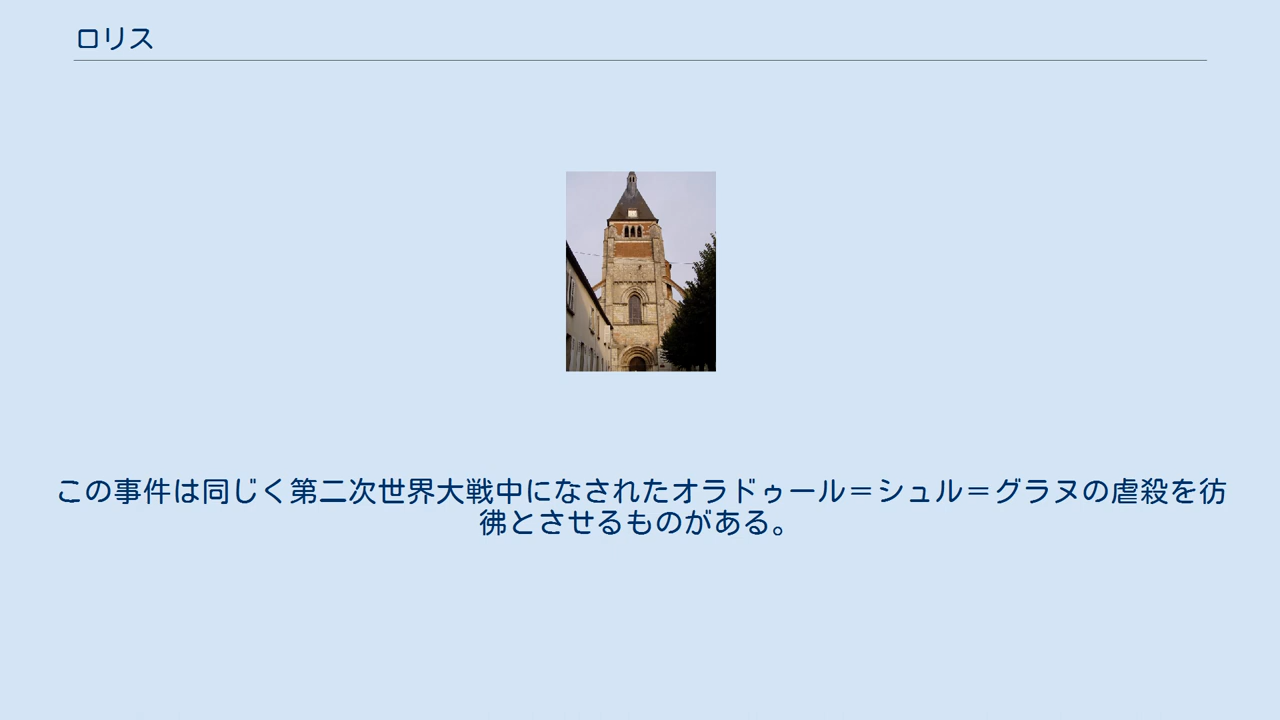 ロリス
この事件は同じく第二次世界大戦中になされたオラドゥール＝シュル＝グラヌの虐殺を彷
彿とさせるものがある。